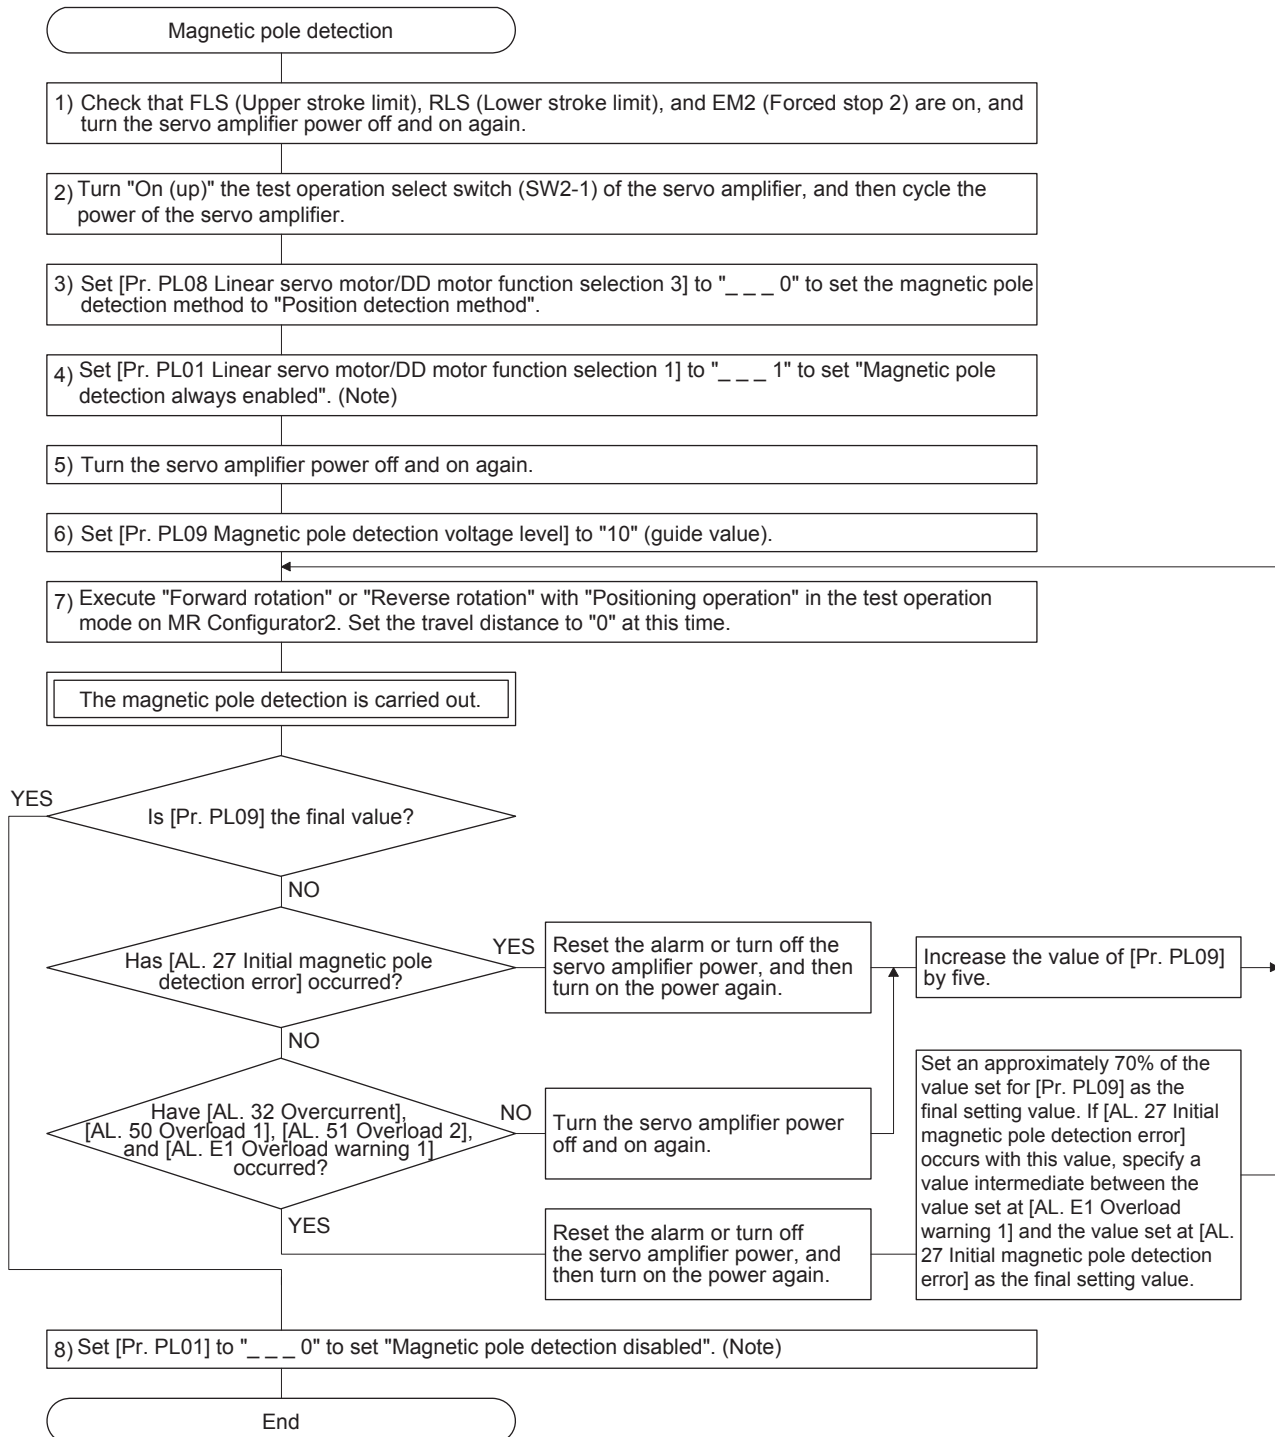 Magnetic pole detection
1) Check that FLS (Upper stroke limit), RLS (Lower stroke limit), and EM2 (Forced stop 2) are on, and
turn the servo amplifier power off and on again.
2) Turn "On (up)" the test operation select switch (SW2-1) of the servo amplifier, and then cycle the
power of the servo amplifier.
3) Set [Pr. PL08 Linear servo motor/DD motor function selection 3] to "_ _ _ 0" to set the magnetic pole
detection method to "Position detection method".
4) Set [Pr. PL01 Linear servo motor/DD motor function selection 1] to "_ _ _ 1" to set "Magnetic pole
detection always enabled". (Note)
5) Turn the servo amplifier power off and on again.
6) Set [Pr. PL09 Magnetic pole detection voltage level] to "10" (guide value).
7) Execute "Forward rotation" or "Reverse rotation" with "Positioning operation" in the test operation
mode on MR Configurator2. Set the travel distance to "0" at this time.
The magnetic pole detection is carried out.
YES
Is [Pr. PL09] the final value?
NO
Has [AL. 27 Initial magnetic pole
detection error] occurred?
YES
Reset the alarm or turn off the
servo amplifier power, and then
turn on the power again.
Increase the value of [Pr. PL09]
by five.
NO
Have [AL. 32 Overcurrent],
[AL. 50 Overload 1], [AL. 51 Overload 2],
and [AL. E1 Overload warning 1]
occurred?
NO
Turn the servo amplifier power
off and on again.
Set an approximately 70% of the
value set for [Pr. PL09] as the
final setting value. If [AL. 27 Initial
magnetic pole detection error]
occurs with this value, specify a
value intermediate between the
value set at [AL. E1 Overload
warning 1] and the value set at [AL.
27 Initial magnetic pole detection
error] as the final setting value.
YES
Reset the alarm or turn off
the servo amplifier power, and
then turn on the power again.
8) Set [Pr. PL01] to "_ _ _ 0" to set "Magnetic pole detection disabled". (Note)
End